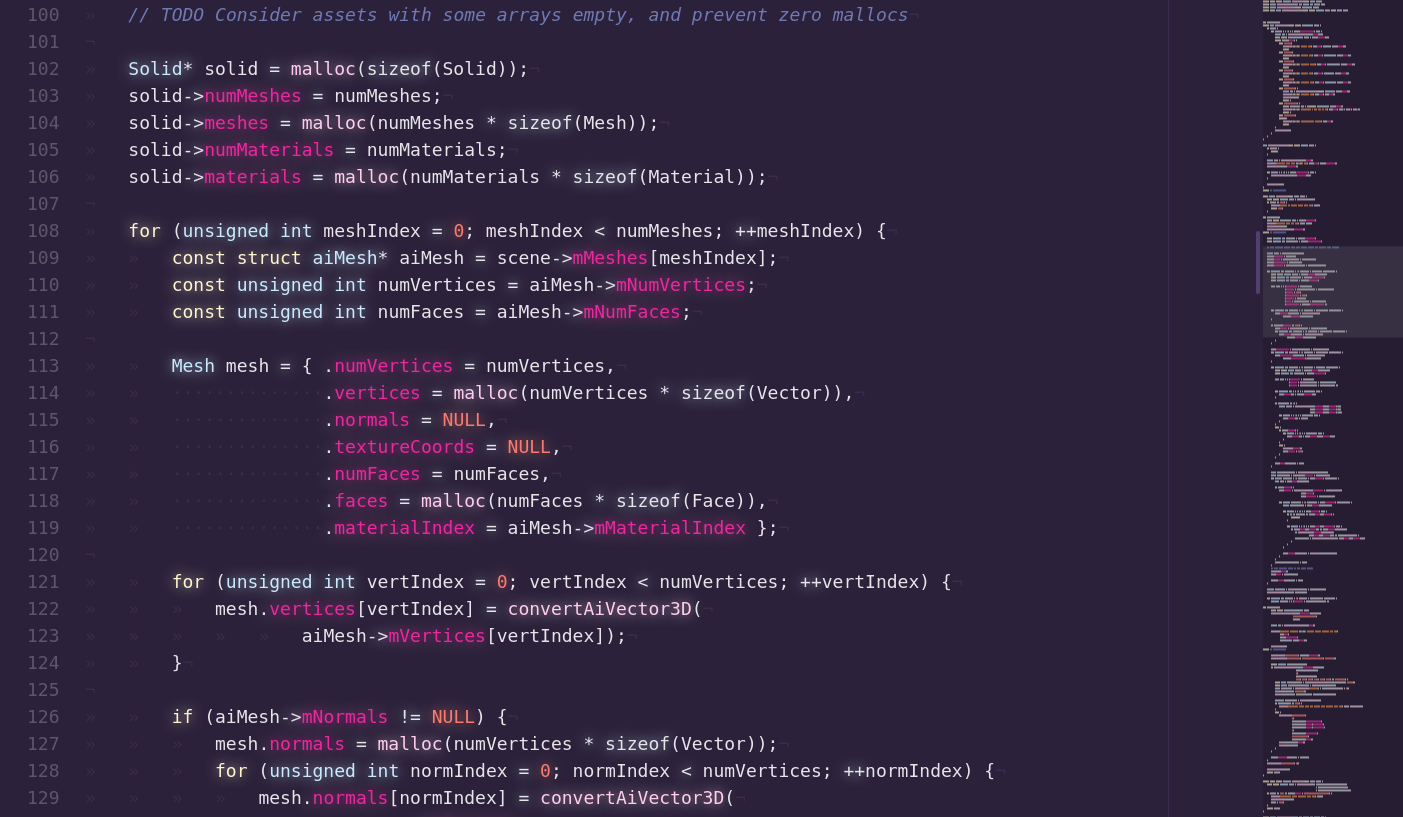 100 // TODO Consider assets with some arrays empty, and prevent zero mallocs
101
102 Solid* solid = malloc(sizeof(Solid));
103 solid->numMeshes = numMeshes;
104 solid->meshes = malloc(numMeshes * sizeof(Mesh));
105 solid->numMaterials = numMaterials;
106 solid->materials = malloc(numMaterials * sizeof(Material));
107
108 for (unsigned int meshIndex = 0; meshIndex < numMeshes; ++meshIndex) {
109 const struct aiMesh* aiMesh = scene->mMeshes[meshIndex];
110 const unsigned int numVertices = aiMesh->mNumVertices;
111 const unsigned int numFaces = aiMesh->mNumFaces;
112
113 Mesh mesh = { .numVertices = numVertices,
114 .vertices = malloc(numVertices * sizeof(Vector)),
115 .normals = NULL,
116 .textureCoords = NULL,
117 .numFaces = numFaces,
118 .faces = malloc(numFaces * sizeof(Face)),
119 .materialIndex = aiMesh->mMaterialIndex };
120
121 for (unsigned int vertIndex = 0; vertIndex < numVertices; ++vertIndex) {
122 mesh.vertices[vertIndex] = convertAiVector3D(
123 aiMesh->mVertices[vertIndex]);
124 }
125
126 if (aiMesh->mNormals != NULL) {
127 mesh.normals = malloc(numVertices * sizeof(Vector));
128 for (unsigned int normIndex = 0; normIndex < numVertices; ++normIndex) {
129 mesh.normals[normIndex] = convertAiVector3D(